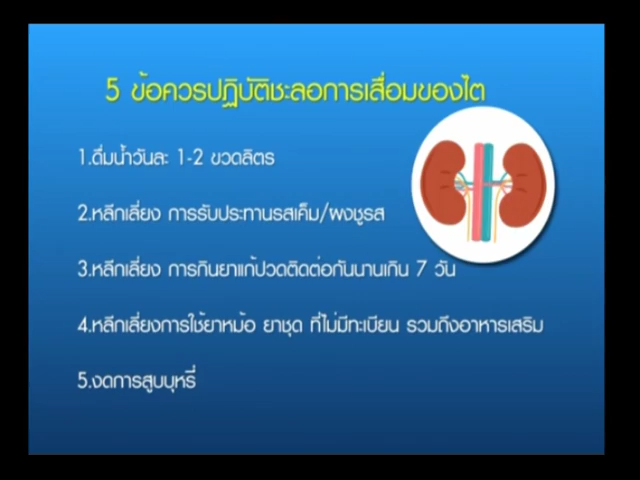 5 ข้อควรปฏิบัติชะลอการเสื่อมของไต
1.ดื่มน้ำวันละ 1-2 ขวดลิตร
2.หลีกเลี่ยง การรับประทานรสเค็ม/ผงชูรส
3.หลีกเลี่ยง การกินยาแก้ปวดติดต่อกันนานเกิน 7 วัน
4.หลีกเลี่ยงการใช้ยาหม้อ ยาชุด ที่ไม่มีทะเบียน รวมถึงอาหารเสริม
5.งดการสูบบุหรี่